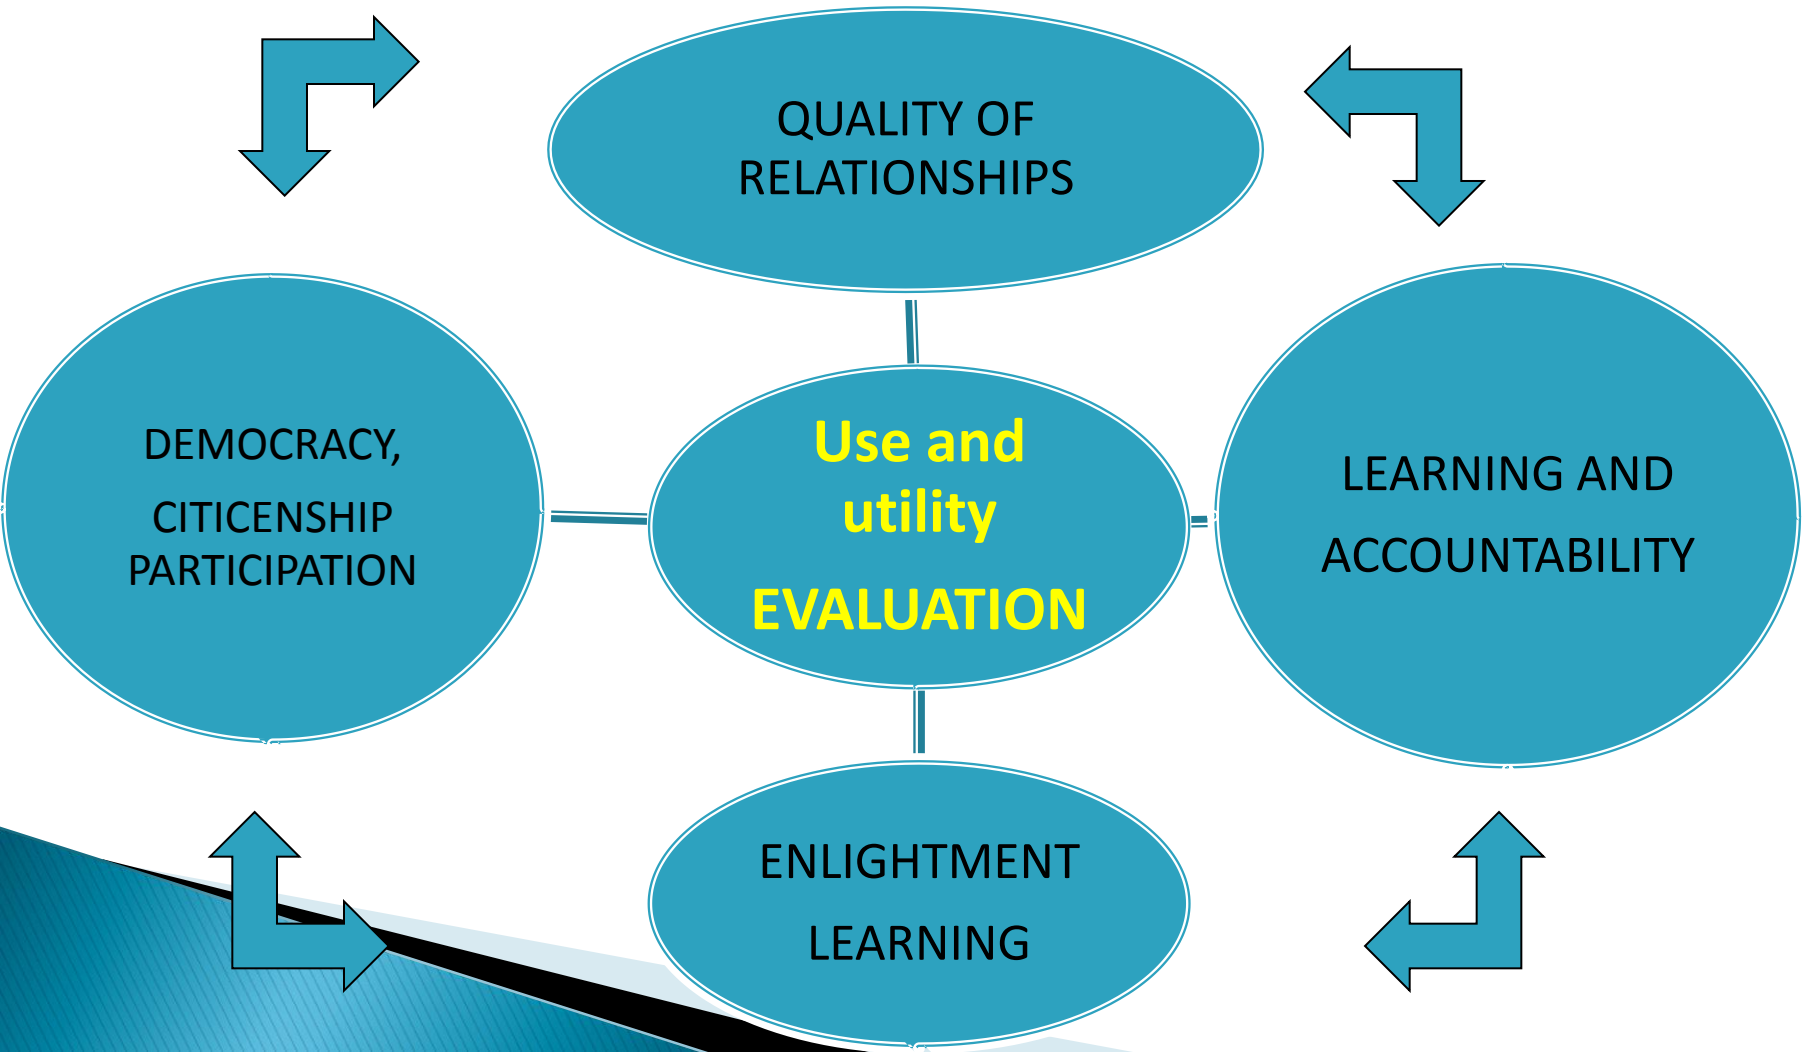 QUALITY OF
RELATIONSHIPS
DEMOCRACY,
CITICENSHIP
PARTICIPATION
Use and
utility
EVALUATION
LEARNING AND
ACCOUNTABILITY
ENLIGHTMENT
LEARNING